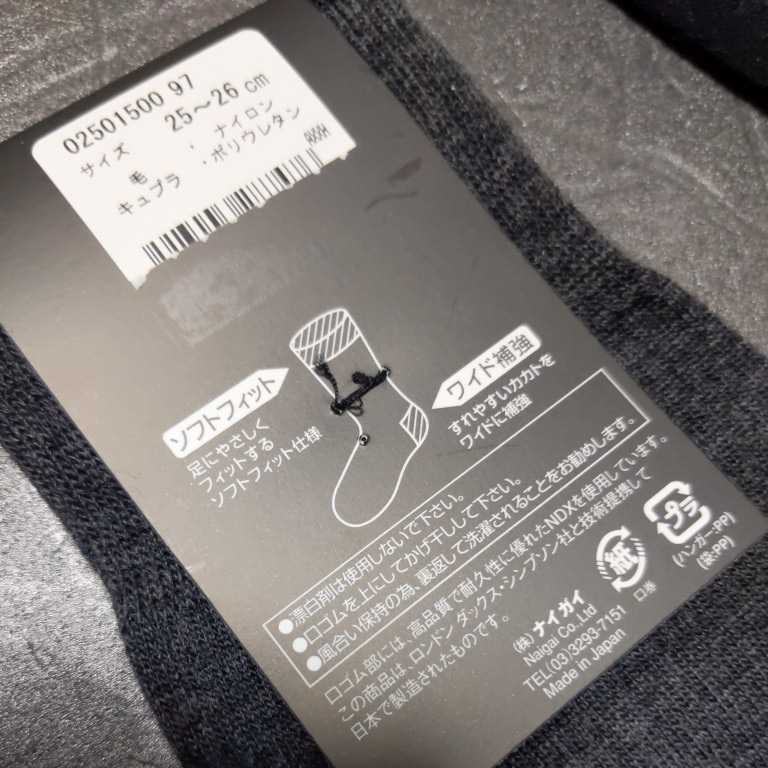 02501500 97
サイズ 25～26 cm
毛 ・ナイロン
キュプラ ・ポリウレタン
ソフトフィット
足にやさしく
フィットする
ソフトフィット仕様
ワイド補強
すれやすいカカトを
ワイドに補強
●漂白剤は使用しないで下さい。
●口ゴムを上にしてかげ干しして下さい。
●風合い保持の為、裏返して洗濯されることをお勧めします。
口ゴム部には、高品質で耐久性に優れたNDXを使用しています。
この商品は、ロンドン ダックス・シンプソン社と技術提携して
日本で製造されたものです。
(株)ナイガイ
Naigai Co.,Ltd
TEL(03)3293-7151
Made in Japan
紙
口巻
プラ
(ハンガー:PP)
(袋:PP)